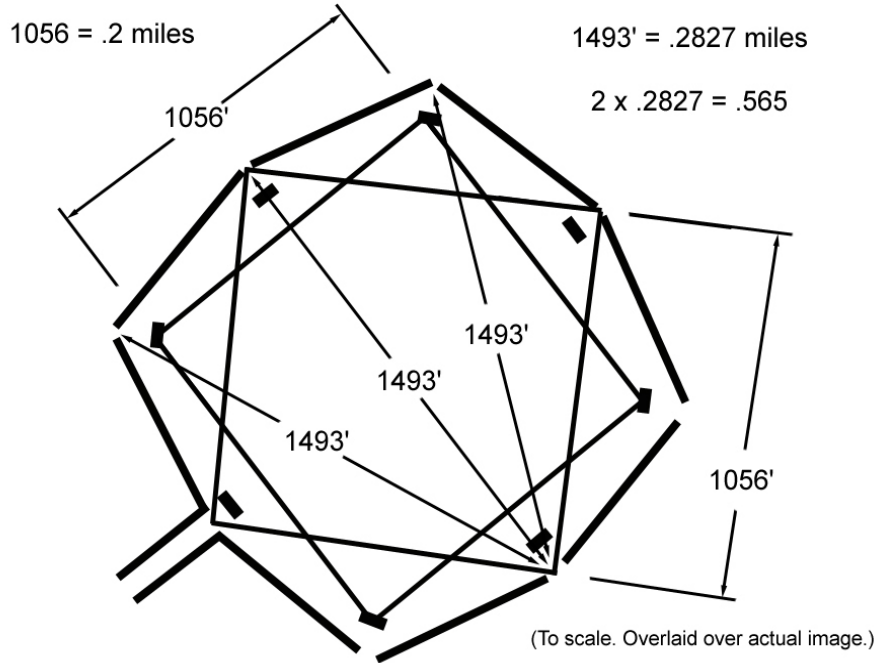 1056 = .2 miles
1493' = .2827 miles
2 x .2827 = .565
1056'
1493'
1493'
1493'
1056'
(To scale. Overlaid over actual image.)